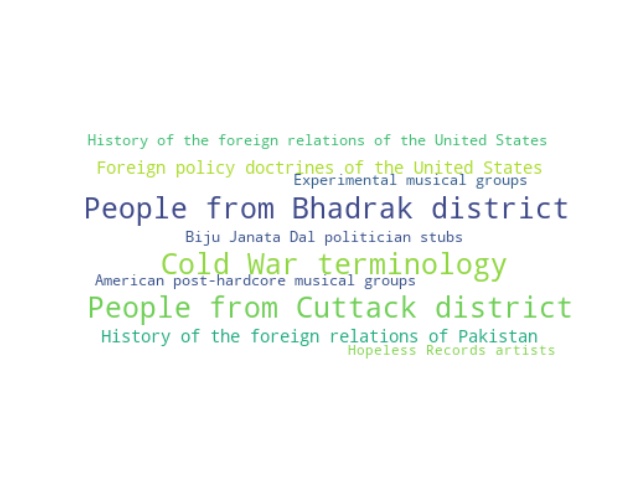 History of the foreign relations of the United States
Foreign policy doctrines of the United States
Experimental musical groups
People from Bhadrak district
Biju Janata Dal politician stubs
Cold War terminology
American post-hardcore musical groups
People from Cuttack district
History of the foreign relations of Pakistan
Hopeless Records artists